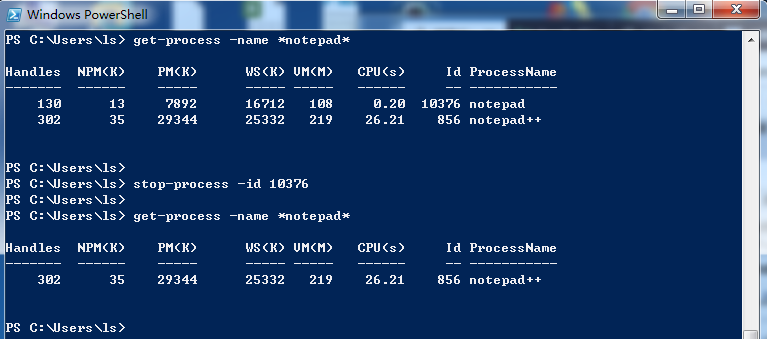 Windows PowerShell
PS C:\Users\ls> get-process -name *notepad*
Handles  NPM(K)    PM(K)      WS(K) VM(M)   CPU(s)     Id ProcessName
-------  ------    -----      ----- -----   ------     -- -----------
    130      13     7892      16712   108     0.20  10376 notepad
    302      35    29344      25332   219    26.21    856 notepad++
PS C:\Users\ls>
PS C:\Users\ls> stop-process -id 10376
PS C:\Users\ls>
PS C:\Users\ls> get-process -name *notepad*
Handles  NPM(K)    PM(K)      WS(K) VM(M)   CPU(s)     Id ProcessName
-------  ------    -----      ----- -----   ------     -- -----------
    302      35    29344      25332   219    26.21    856 notepad++
PS C:\Users\ls>